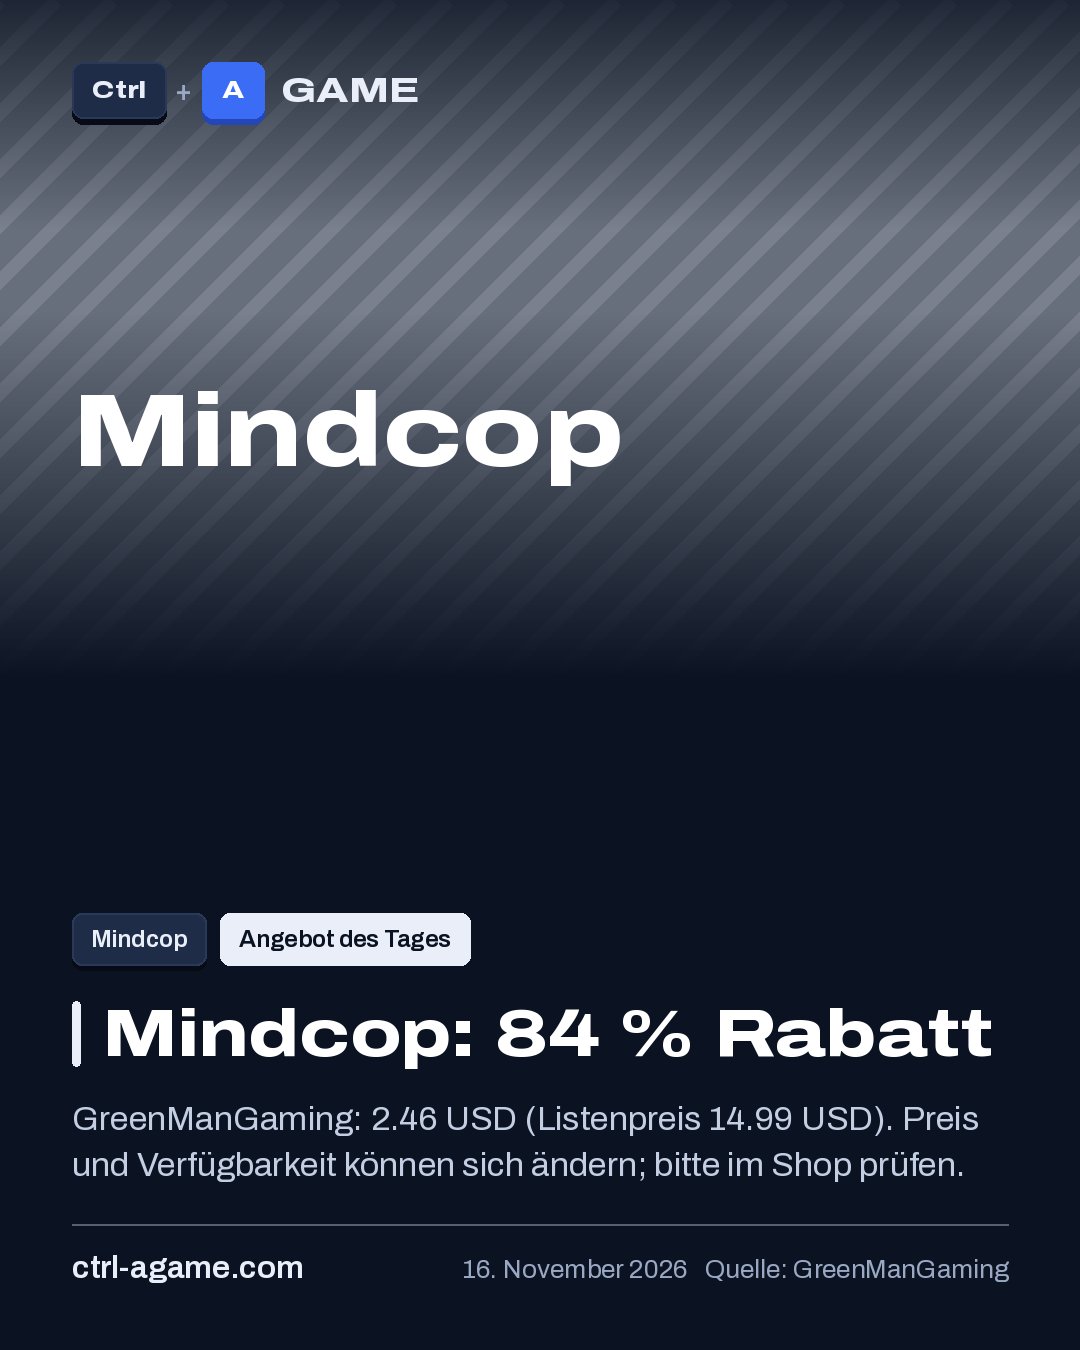 Ctrl + A GAME
Mindcop
Mindcop Angebot des Tages
Mindcop: 84 % Rabatt
GreenManGaming: 2.46 USD (Listenpreis 14.99 USD). Preis
und Verfügbarkeit können sich ändern; bitte im Shop prüfen.
ctrl-agame.com 16. November 2026 Quelle: GreenManGaming